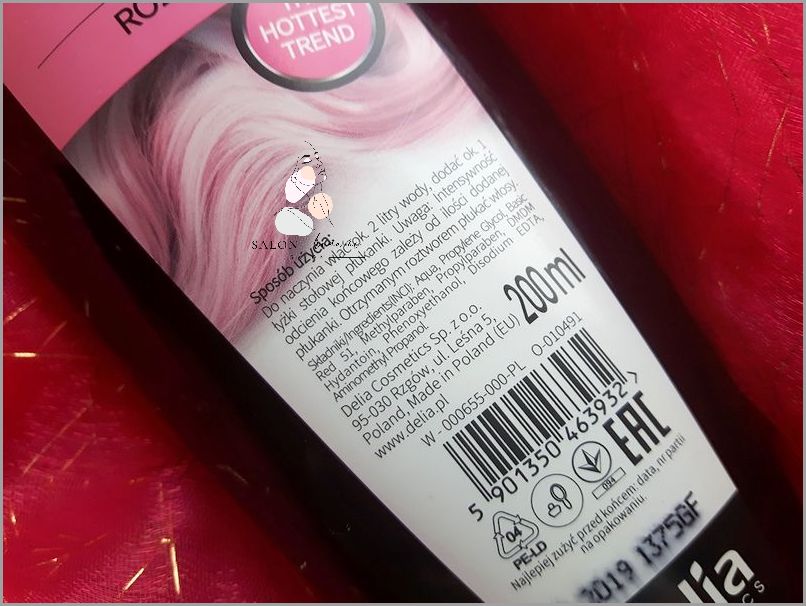 HOTTEST
TREND
SALON
Sposób użycia:
Do naczynia wlać ok. 2 litry wody, dodać ok 1
łyżki stołowej płukanki. Uwaga! Intensywność
odcienia końcowego zależy od ilości dodanej
płukanki. Otrzymanym roztworem płukać włosy.
Składniki/Ingredients(INCI): Aqua, Propylene Glycol, Basic
Red 51, Methylparaben, Propylparaben, DMDM
Hydantoin, Phenoxyethanol, Disodium EDTA,
Aminomethyl Propanol.
Delia Cosmetics Sp. z o.o.
95-030 Rzgów, ul. Leśna 5,
Poland, Made in Poland (EU)
www.delia.pl
200ml
W - 000655-000-PL O-010491
5 901350 463932 >
EAC
094
04
PE-LD
Najlepiej zużyć przed końcem: data, nr partii
na opakowaniu.
2019 1375GF
lia